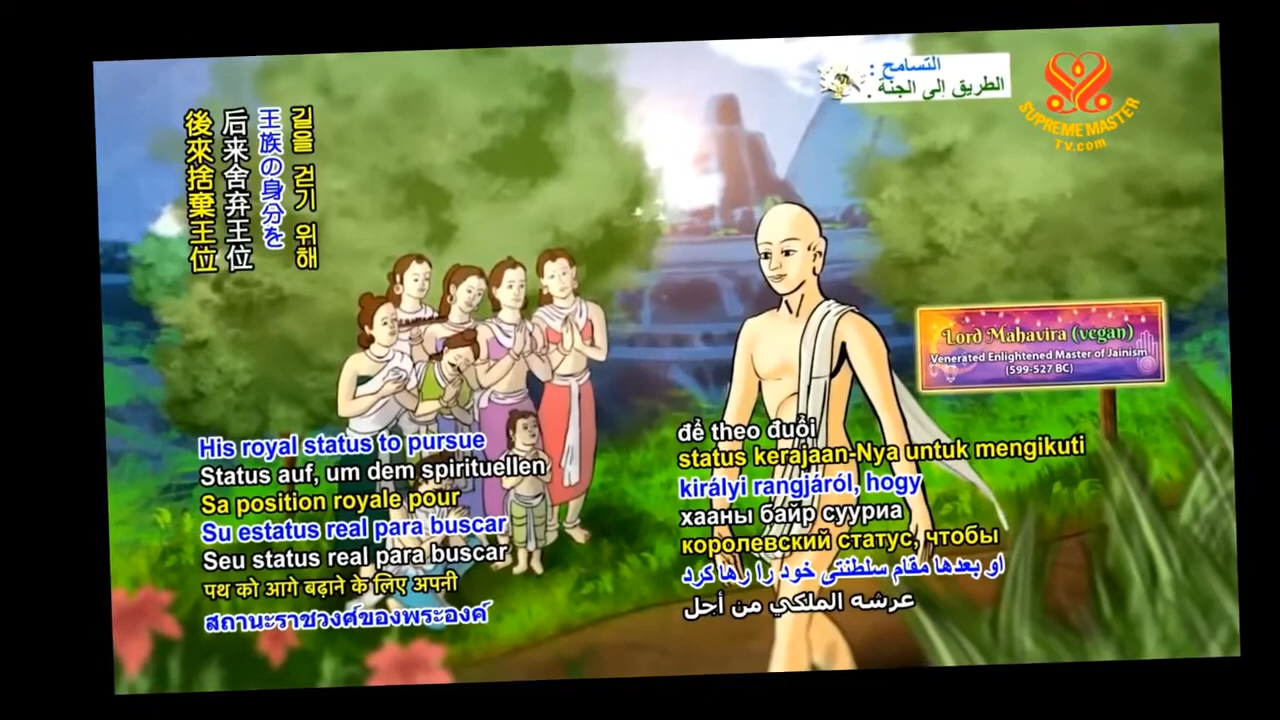 التسامح :
الطريق إلى الجنة .
SUPREME MASTER
TV.com
길을 걷기 위해
王族の身分を
后来舍弃王位
後來捨棄王位
Lord Mahavira (vegan)
Venerated Enlightened Master of Jainism
(599-527 BC)
His royal status to pursue
Status auf, um dem spirituellen
Sa position royale pour
Su estatus real para buscar
Seu status real para buscar
पथ को आगे बढ़ाने के लिए अपनी
สถานะราชวงศ์ของพระองค์
để theo đuổi
status kerajaan-Nya untuk mengikuti
királyi rangjáról, hogy
хааны байр сууриа
королевский статус, чтобы
او بعدها مقام سلطنتی خود را رها کرد
عرشه الملكي من أجل